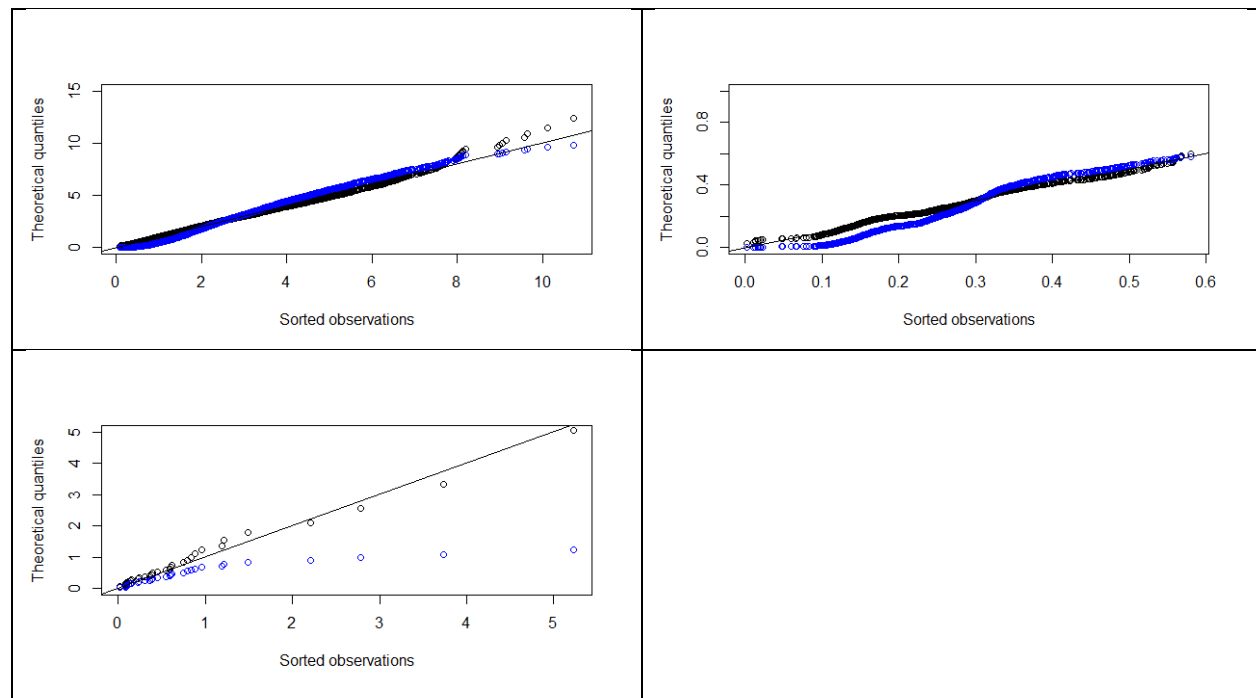 Theoretical quantiles
15
10
5
0
0 2 4 6 8 10
Sorted observations
Theoretical quantiles
0.8
0.4
0.0
0.0 0.1 0.2 0.3 0.4 0.5 0.6
Sorted observations
Theoretical quantiles
5
4
3
2
1
0
0 1 2 3 4 5
Sorted observations